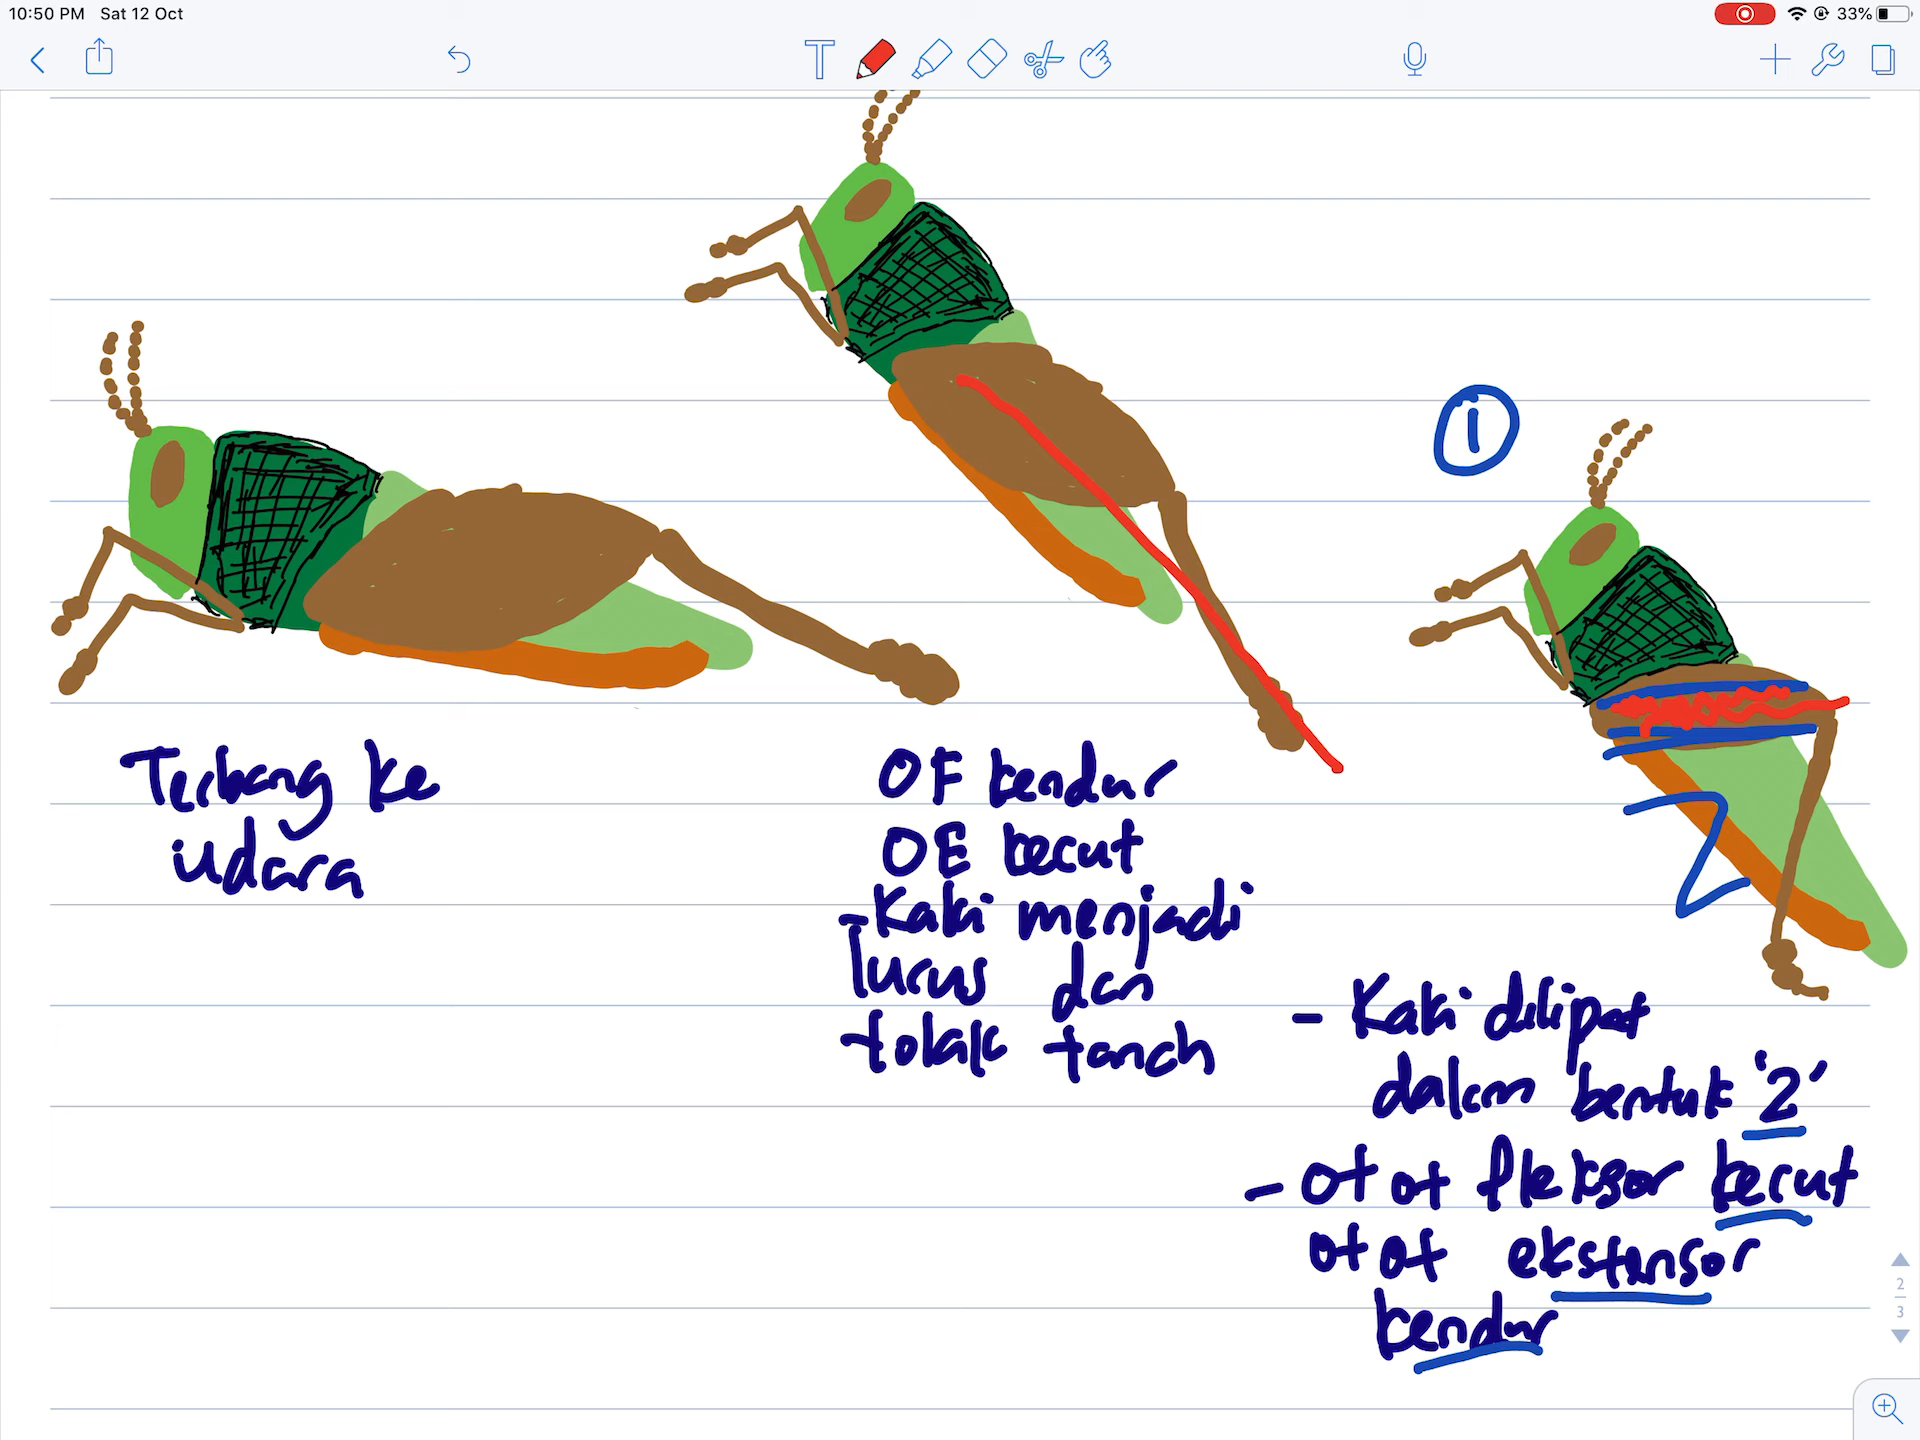 10:50 PM Sat 12 Oct
33%
T
1
Terbang ke
udara
OF kendur
OE kecut
- Kaki menjadi
lurus dan
tolak tanah
2
- Kaki dilipat
dalam bentuk '2'
- otot fleksor kecut
otot ekstensor
kendur
2
3